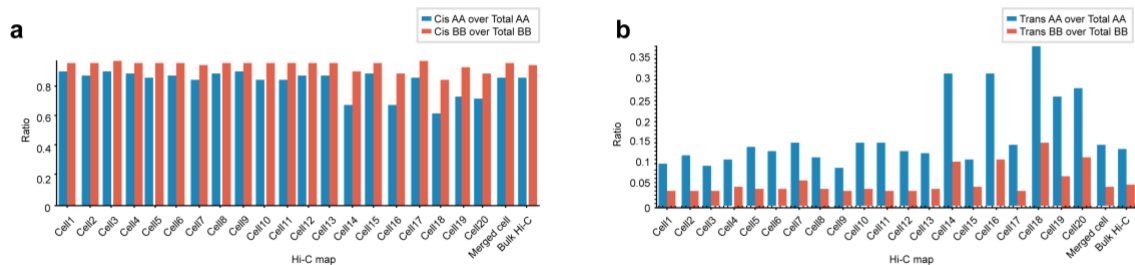 a
Cis AA over Total AA
Cis BB over Total BB
Ratio
0.8
0.6
0.4
0.2
0
Cell1
Cell2
Cell3
Cell4
Cell5
Cell6
Cell7
Cell8
Cell9
Cell10
Cell11
Cell12
Cell13
Cell14
Cell15
Cell16
Cell17
Cell18
Cell19
Cell20
Merged cell
Bulk Hi-C
Hi-C map
b
Trans AA over Total AA
Trans BB over Total BB
Ratio
0.35
0.3
0.25
0.2
0.15
0.1
0.05
0
Cell1
Cell2
Cell3
Cell4
Cell5
Cell6
Cell7
Cell8
Cell9
Cell10
Cell11
Cell12
Cell13
Cell14
Cell15
Cell16
Cell17
Cell18
Cell19
Cell20
Merged cell
Bulk Hi-C
Hi-C map